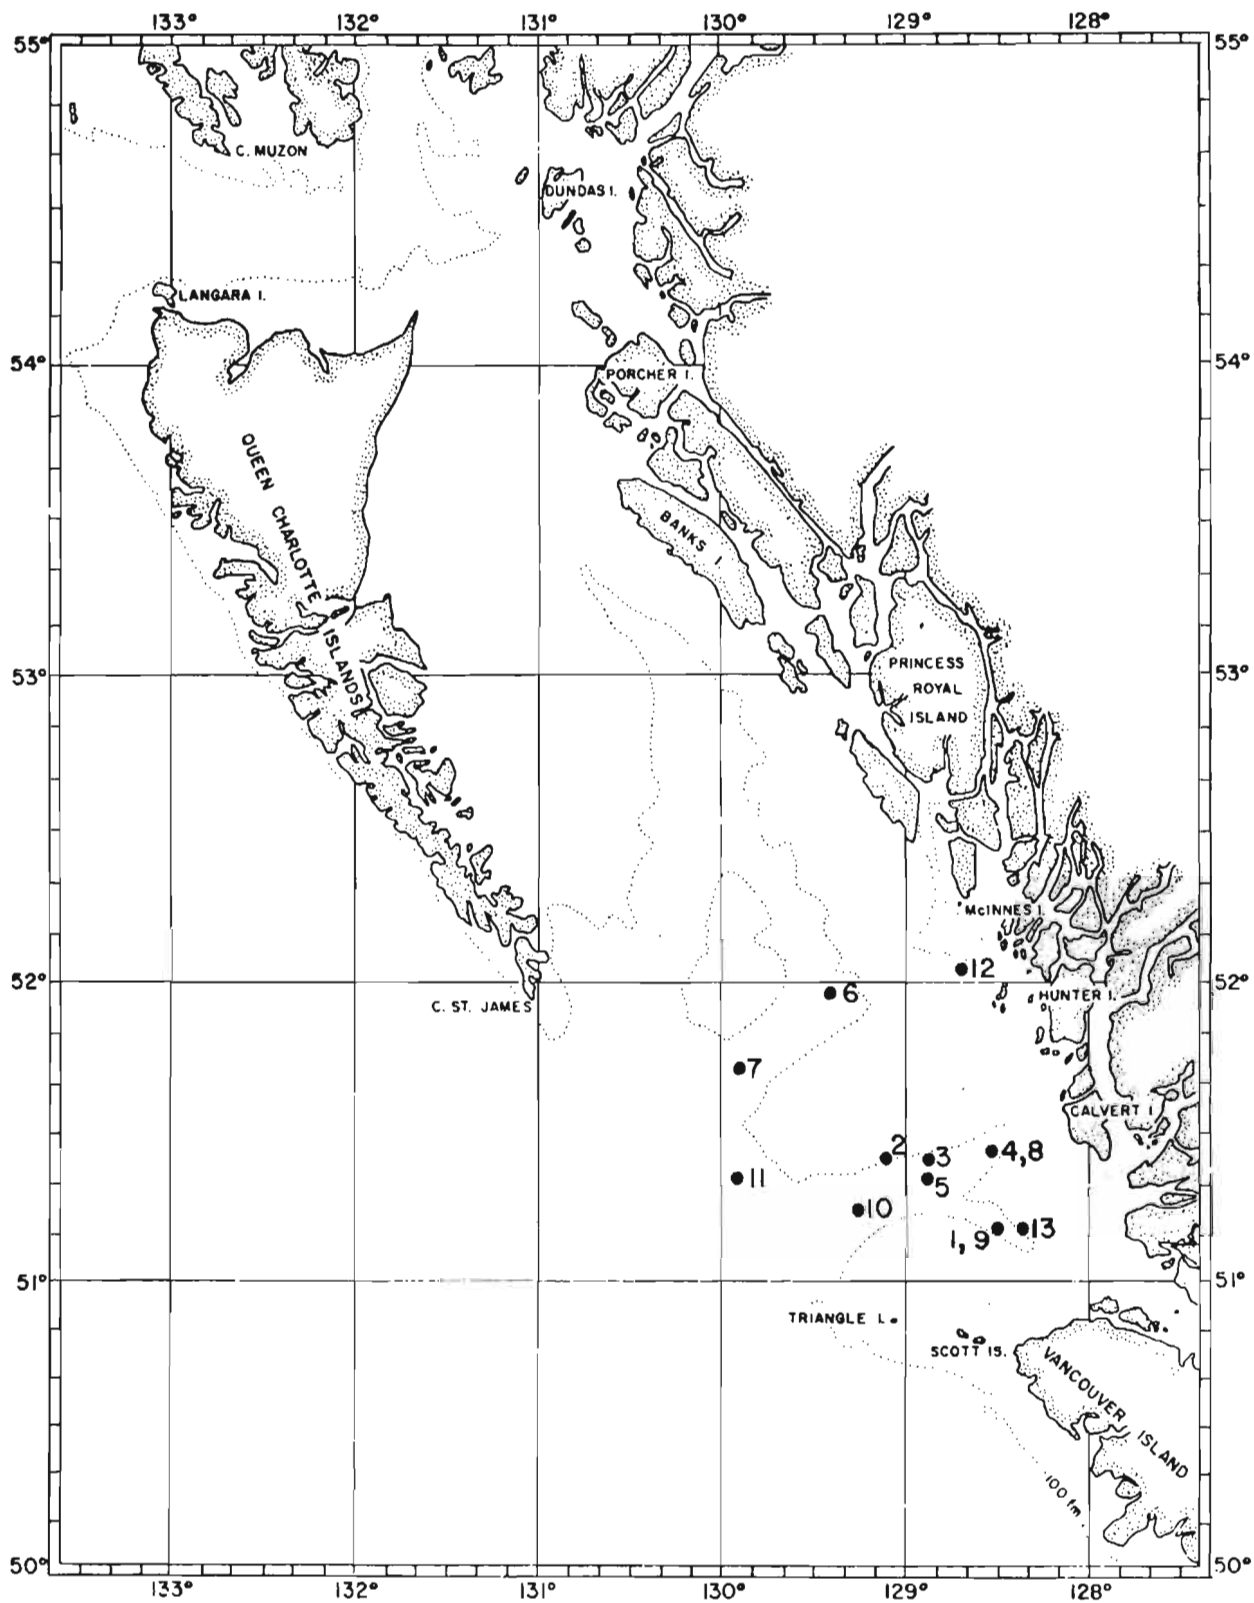 133° 132° 131° 130° 129° 128°
55° 55°
C. MUZON
DUNDAS I.
LANGARA I.
54° 54°
PORCHER I.
QUEEN CHARLOTTE ISLANDS
BANKS I.
PRINCESS
ROYAL
ISLAND
53° 53°
McINNES I.
12
52° 52°
6
HUNTER I.
C. ST. JAMES
7
CALVERT I
2
3
4,8
11
5
10
1,9
13
51° 51°
TRIANGLE I.
SCOTT IS.
VANCOUVER ISLAND
100 fm.
50° 50°
133° 132° 131° 130° 129° 128°